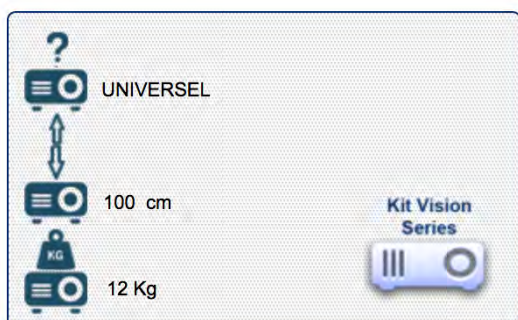 ?
UNIVERSEL
100 cm
Kit Vision
Series
KG
12 Kg